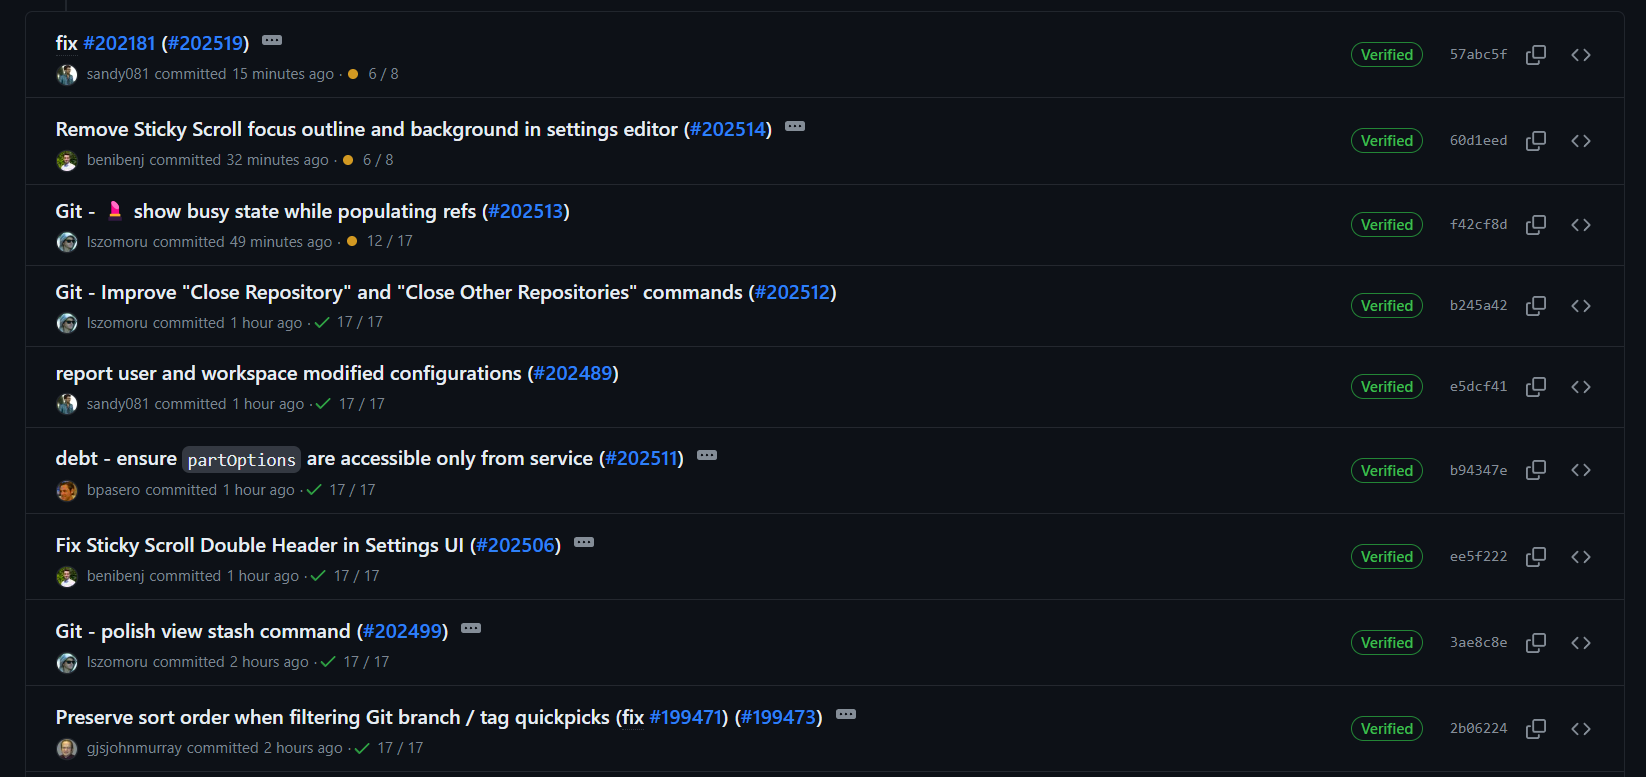 fix #202181 (#202519)
sandy081 committed 15 minutes ago · 6 / 8
Verified 57abc5f
Remove Sticky Scroll focus outline and background in settings editor (#202514)
benibenj committed 32 minutes ago · 6 / 8
Verified 60d1eed
Git - 💄 show busy state while populating refs (#202513)
lszomoru committed 49 minutes ago · 12 / 17
Verified f42cf8d
Git - Improve "Close Repository" and "Close Other Repositories" commands (#202512)
lszomoru committed 1 hour ago · 17 / 17
Verified b245a42
report user and workspace modified configurations (#202489)
sandy081 committed 1 hour ago · 17 / 17
Verified e5dcf41
debt - ensure partOptions are accessible only from service (#202511)
bpasero committed 1 hour ago · 17 / 17
Verified b94347e
Fix Sticky Scroll Double Header in Settings UI (#202506)
benibenj committed 1 hour ago · 17 / 17
Verified ee5f222
Git - polish view stash command (#202499)
lszomoru committed 2 hours ago · 17 / 17
Verified 3ae8c8e
Preserve sort order when filtering Git branch / tag quickpicks (fix #199471) (#199473)
gjsjohnmurray committed 2 hours ago · 17 / 17
Verified 2b06224